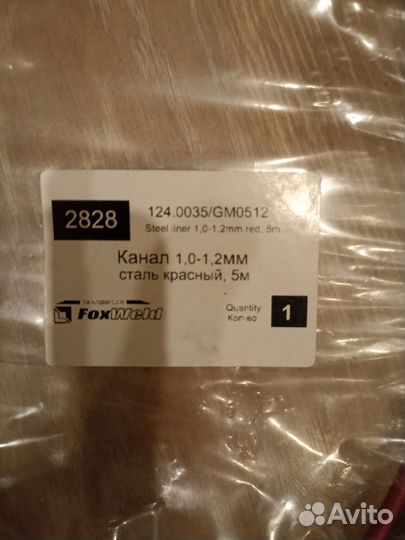 2828
124.0035/GM0512
Steel liner 1,0-1,2mm red, 5m
Канал 1,0-1,2мм
сталь красный, 5м
FoxWeld
Quantity
Кол-во
1
Avito